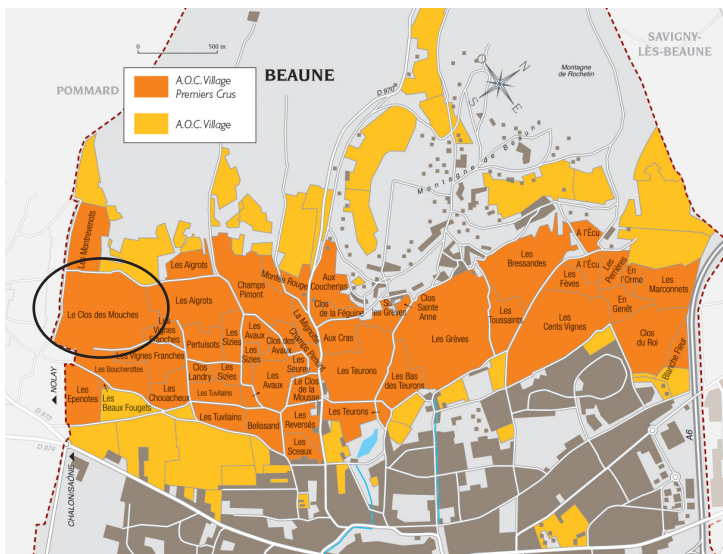 SAVIGNY-
LÈS-BEAUNE
0 500 m
BEAUNE
POMMARD
A.O.C. Village
Premiers Crus
A.O.C. Village
D 970
N
O
E
S
Montagne
de Rochetin
Montagne de Beaune
Les Montrevenots
Les Aigrots
Champs
Pimont
Montée Rouge
Aux
Coucherias
Clos
de la Féguine
Sur
les Grèves
Clos
Sainte
Anne
Les
Bressandes
A l'Écu
A l'Écu
Les
Fèves
Les
Perrières
En
l'Orme
Les
Marconnets
Le Clos des Mouches
Les Aigrots
Les
Vignes
Franches
Pertuisots
Les
Sizies
Les
Avaux
Clos des
Avaux
La Mignotte
Champs Pimont
Aux Cras
Les Grèves
Les
Toussaints
Les
Cents Vignes
En
Genêt
Clos
du Roi
Blanche Fleur
Les Vignes Franches
Les Boucherottes
Clos
Landry
Les
Sizies
Les
Sizies
Les
Avaux
Les
Seurey
Le Clos
de la
Mousse
Les Teurons
Les Bas
des Teurons
Les
Epenotes
Les
Beaux Fougets
Les
Chouacheux
Les Tuvilains
Les Tuvilains
Belissand
Les
Reversés
Les
Sceaux
Les Teurons
NOLAY
D 973
D 974
CHALON/SAÔNE
A6